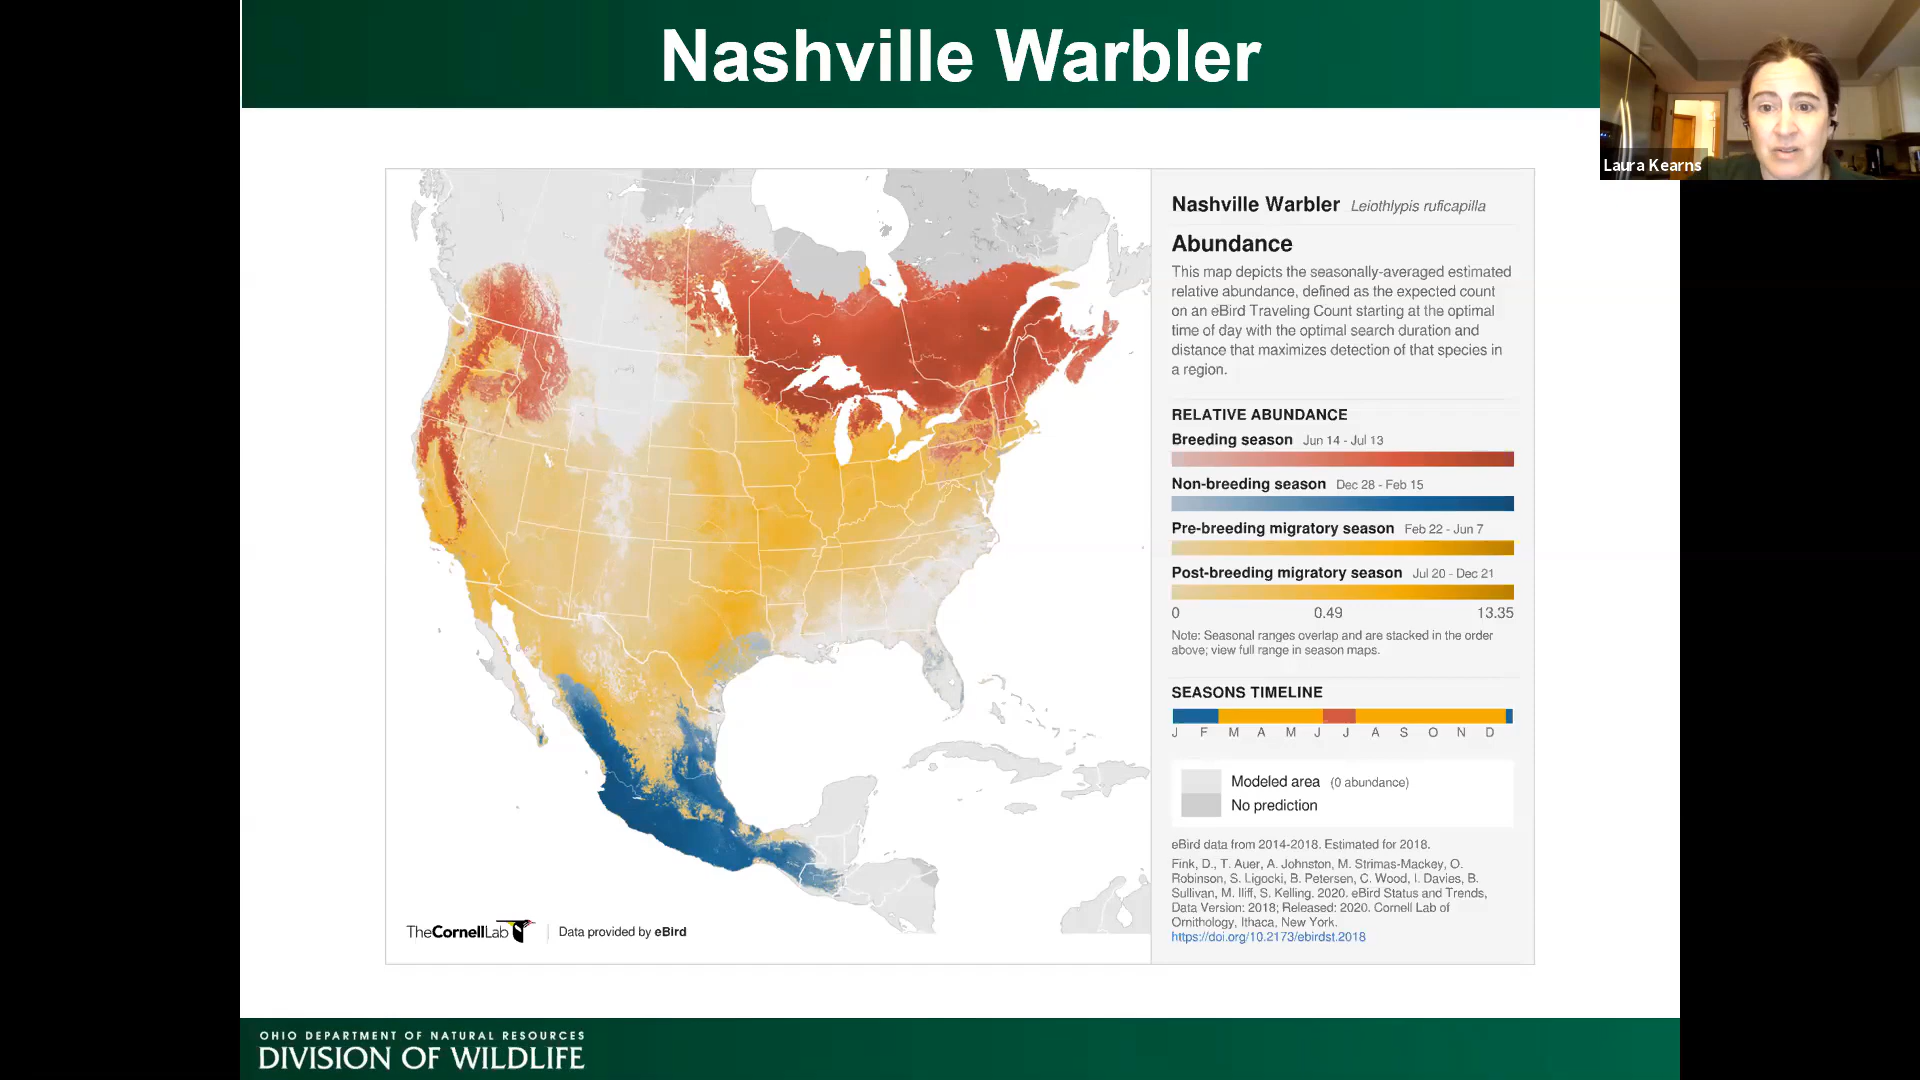 Nashville Warbler
Laura Kearns
Nashville Warbler Leiothlypis ruficapilla
Abundance
This map depicts the seasonally-averaged estimated
relative abundance, defined as the expected count
on an eBird Traveling Count starting at the optimal
time of day with the optimal search duration and
distance that maximizes detection of that species in
a region.
RELATIVE ABUNDANCE
Breeding season Jun 14 - Jul 13
Non-breeding season Dec 28 - Feb 15
Pre-breeding migratory season Feb 22 - Jun 7
Post-breeding migratory season Jul 20 - Dec 21
0 0.49 13.35
Note: Seasonal ranges overlap and are stacked in the order
above; view full range in season maps.
SEASONS TIMELINE
J F M A M J J A S O N D
Modeled area (0 abundance)
No prediction
eBird data from 2014-2018. Estimated for 2018.
Fink, D., T. Auer, A. Johnston, M. Strimas-Mackey, O.
Robinson, S. Ligocki, B. Petersen, C. Wood, I. Davies, B.
Sullivan, M. Iliff, S. Kelling. 2020. eBird Status and Trends,
Data Version: 2018; Released: 2020. Cornell Lab of
Ornithology, Ithaca, New York.
https://doi.org/10.2173/ebirdst.2018
TheCornellLab Data provided by eBird
OHIO DEPARTMENT OF NATURAL RESOURCES
DIVISION OF WILDLIFE